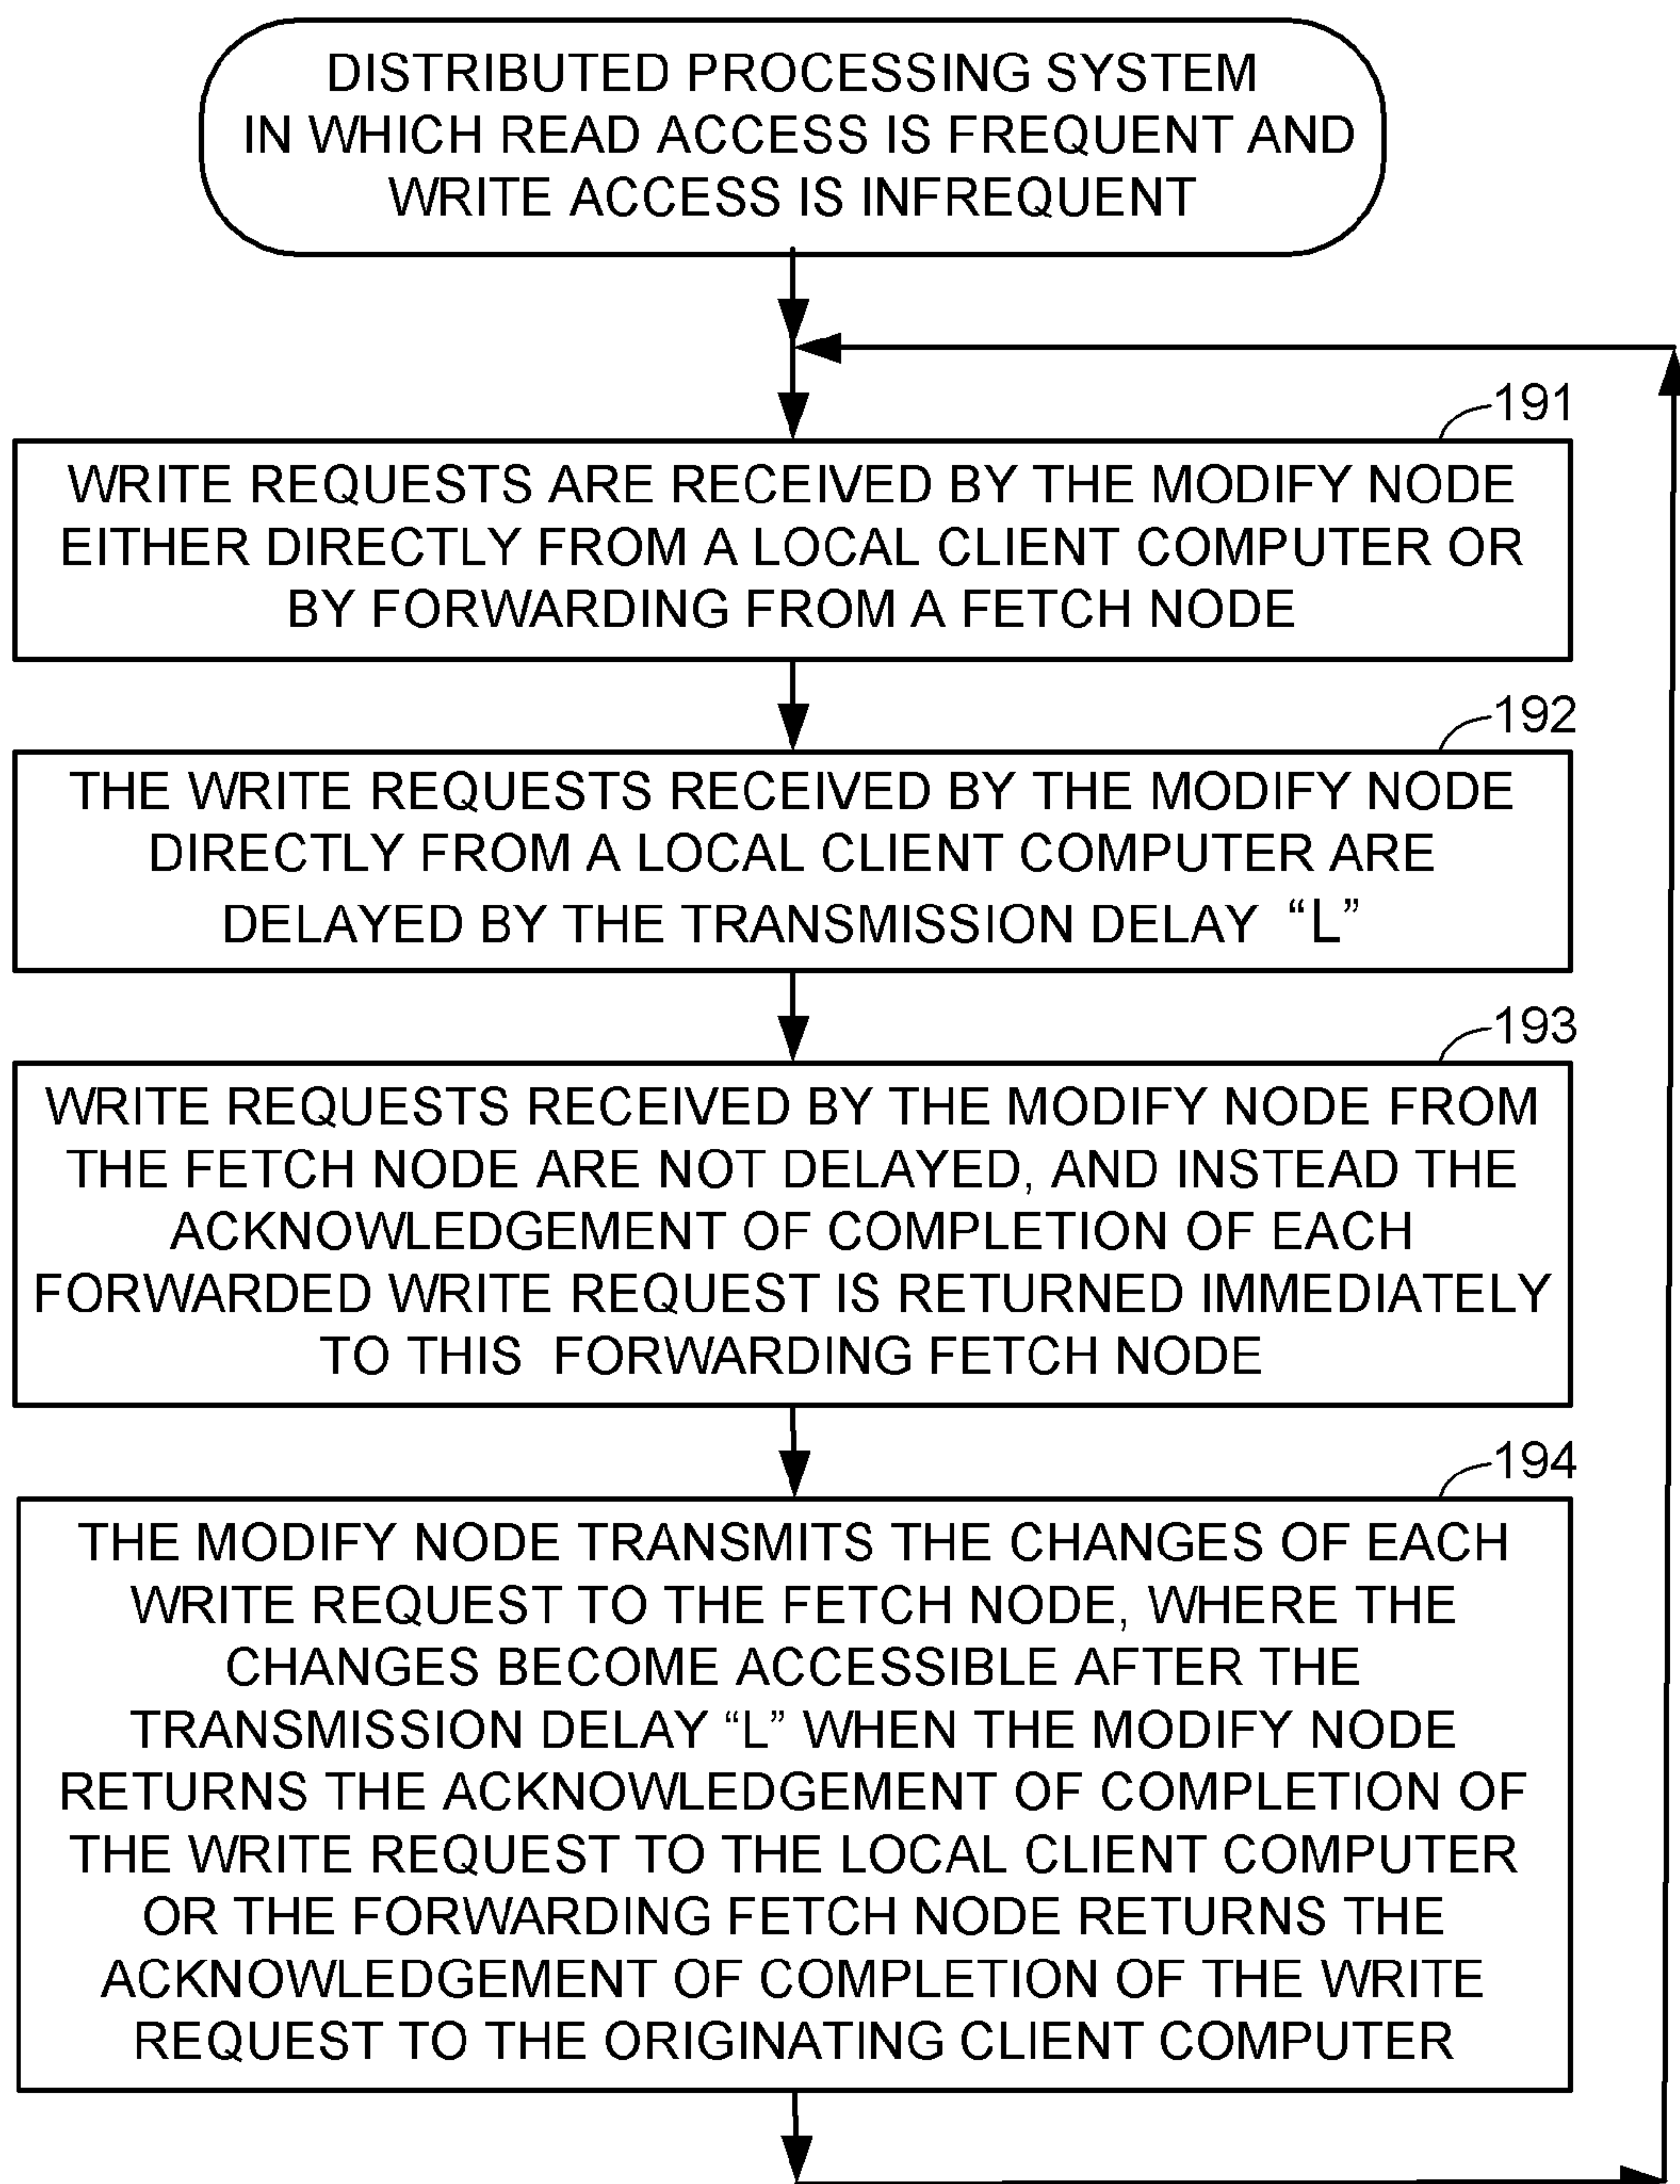 DISTRIBUTED PROCESSING SYSTEM
IN WHICH READ ACCESS IS FREQUENT AND
WRITE ACCESS IS INFREQUENT
191
WRITE REQUESTS ARE RECEIVED BY THE MODIFY NODE
EITHER DIRECTLY FROM A LOCAL CLIENT COMPUTER OR
BY FORWARDING FROM A FETCH NODE
192
THE WRITE REQUESTS RECEIVED BY THE MODIFY NODE
DIRECTLY FROM A LOCAL CLIENT COMPUTER ARE
DELAYED BY THE TRANSMISSION DELAY “L”
193
WRITE REQUESTS RECEIVED BY THE MODIFY NODE FROM
THE FETCH NODE ARE NOT DELAYED, AND INSTEAD THE
ACKNOWLEDGEMENT OF COMPLETION OF EACH
FORWARDED WRITE REQUEST IS RETURNED IMMEDIATELY
TO THIS FORWARDING FETCH NODE
194
THE MODIFY NODE TRANSMITS THE CHANGES OF EACH
WRITE REQUEST TO THE FETCH NODE, WHERE THE
CHANGES BECOME ACCESSIBLE AFTER THE
TRANSMISSION DELAY “L” WHEN THE MODIFY NODE
RETURNS THE ACKNOWLEDGEMENT OF COMPLETION OF
THE WRITE REQUEST TO THE LOCAL CLIENT COMPUTER
OR THE FORWARDING FETCH NODE RETURNS THE
ACKNOWLEDGEMENT OF COMPLETION OF THE WRITE
REQUEST TO THE ORIGINATING CLIENT COMPUTER